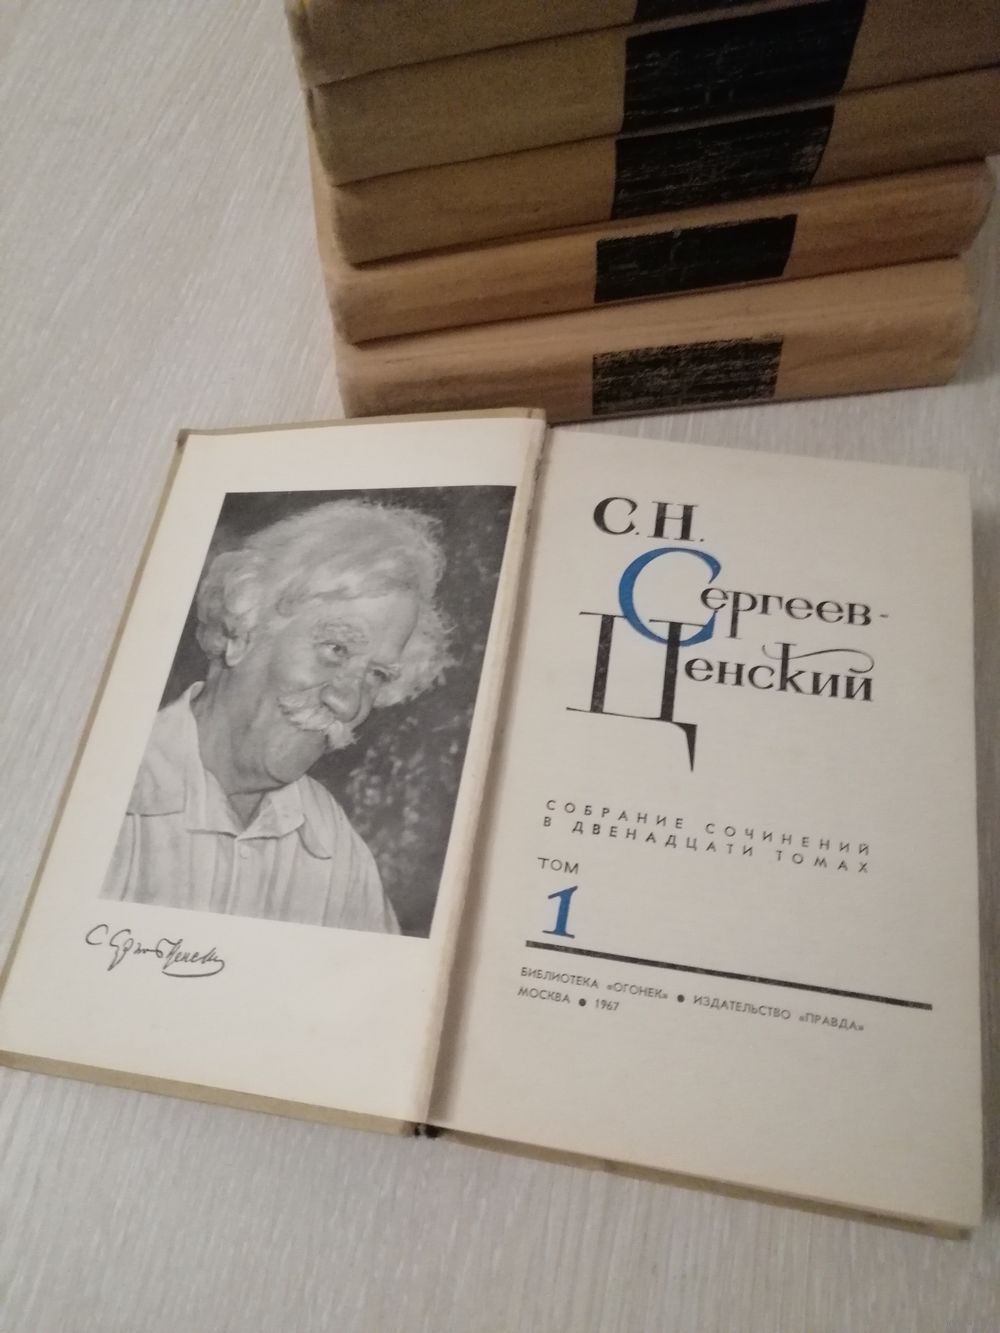 С. Н.
Сергеев-
Ценский
СОБРАНИЕ СОЧИНЕНИЙ
В ДВЕНАДЦАТИ ТОМАХ
ТОМ
1
БИБЛИОТЕКА «ОГОНЕК» ● ИЗДАТЕЛЬСТВО «ПРАВДА»
МОСКВА ● 1967